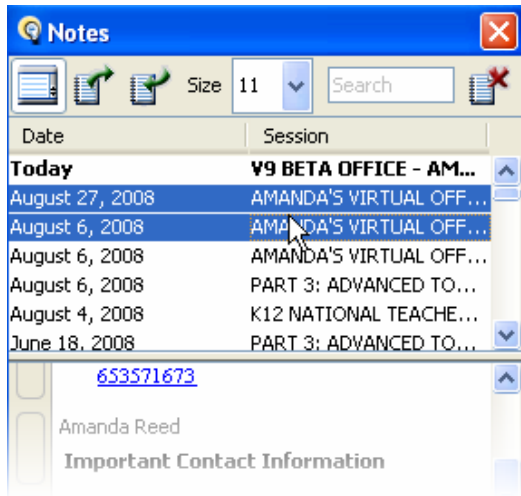 Notes
Size 11 Search
Date Session
Today V9 BETA OFFICE - AM...
August 27, 2008 AMANDA'S VIRTUAL OFF...
August 6, 2008 AMANDA'S VIRTUAL OFF...
August 6, 2008 AMANDA'S VIRTUAL OFF...
August 6, 2008 PART 3: ADVANCED TO...
August 4, 2008 K12 NATIONAL TEACHE...
June 18, 2008 PART 3: ADVANCED TO...
653571673
Amanda Reed
Important Contact Information